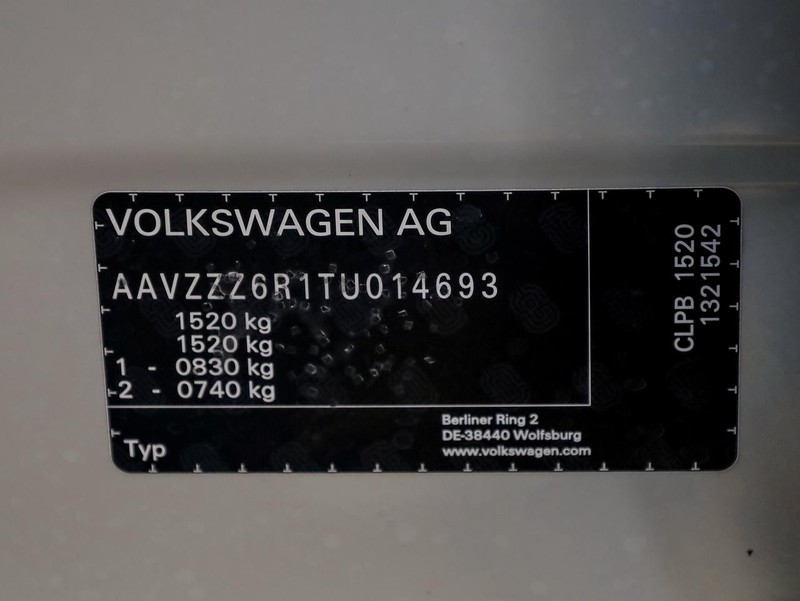 VOLKSWAGEN AG
AAVZZZ6R1TU014693
1520 kg
1520 kg
1 - 0830 kg
2 - 0740 kg
Typ
Berliner Ring 2
DE-38440 Wolfsburg
www.volkswagen.com
CLPB 1520
1321542